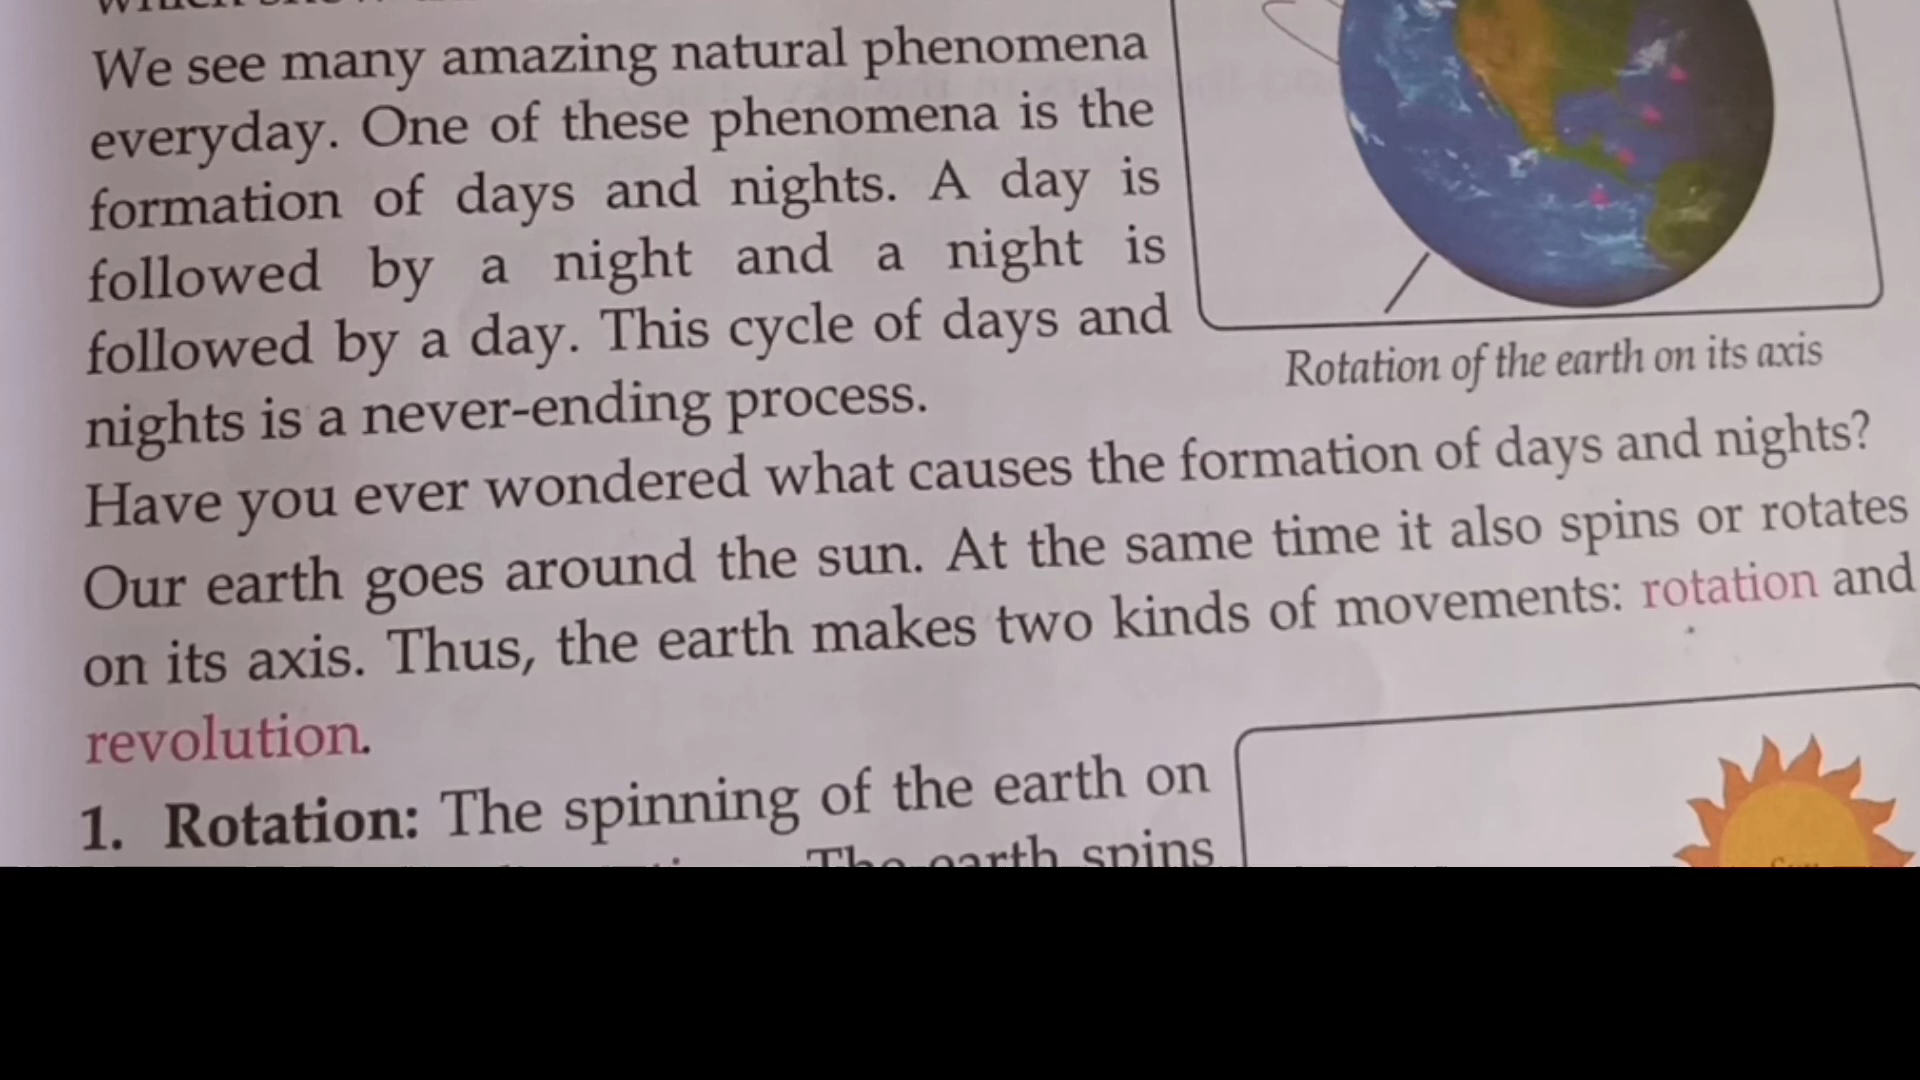 We see many amazing natural phenomena
everyday. One of these phenomena is the
formation of days and nights. A day is
followed by a night and a night is
followed by a day. This cycle of days and
nights is a never-ending process.
Rotation of the earth on its axis
Have you ever wondered what causes the formation of days and nights?
Our earth goes around the sun. At the same time it also spins or rotates
on its axis. Thus, the earth makes two kinds of movements: rotation and
revolution.
1. Rotation: The spinning of the earth on
The earth spins